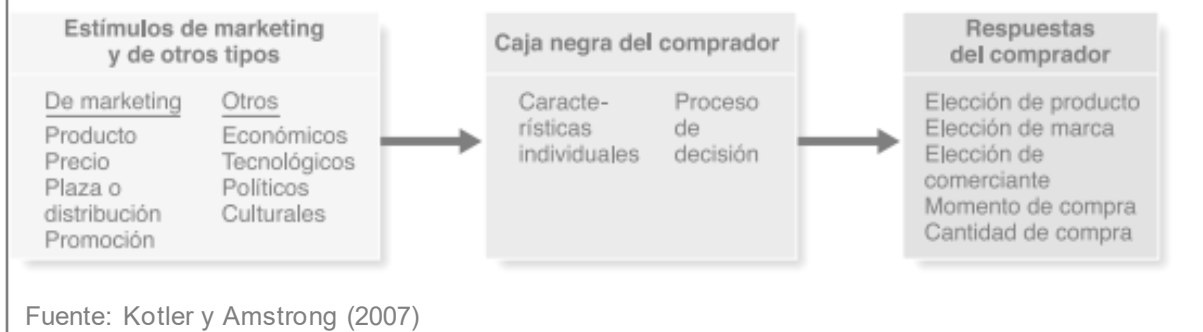 Estímulos de marketing
y de otros tipos
De marketing
Producto
Precio
Plaza o
distribución
Promoción
Otros
Económicos
Tecnológicos
Políticos
Culturales
Caja negra del comprador
Caracte-
rísticas
individuales
Proceso
de
decisión
Respuestas
del comprador
Elección de producto
Elección de marca
Elección de
comerciante
Momento de compra
Cantidad de compra
Fuente: Kotler y Amstrong (2007)